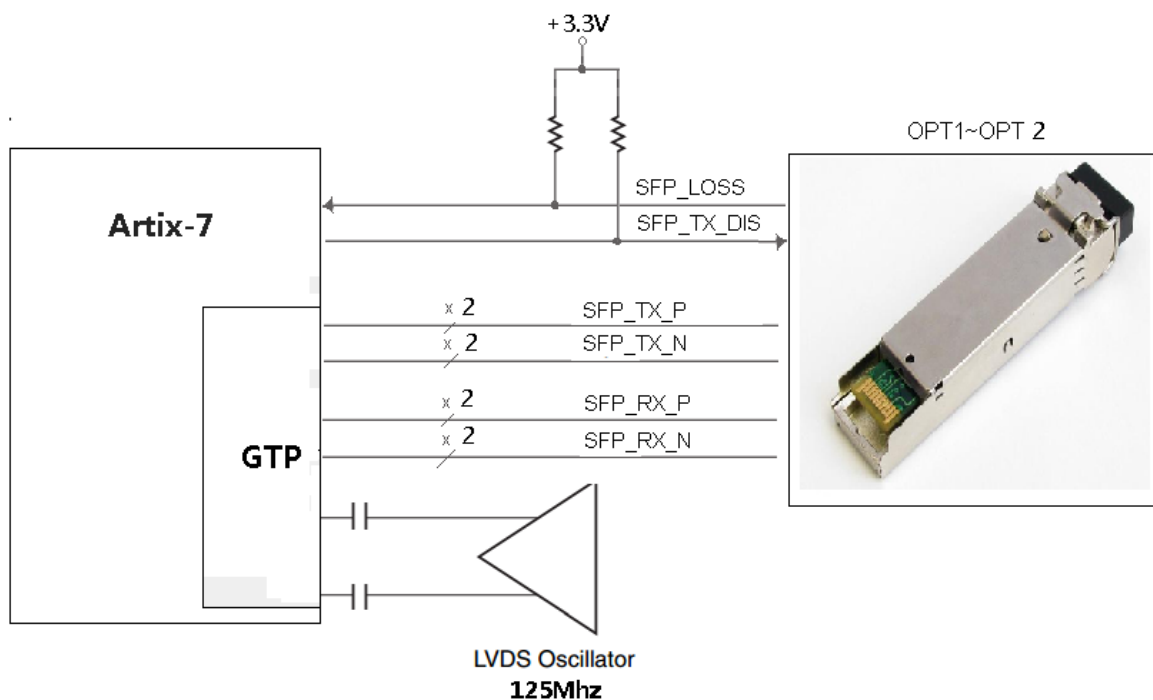 +3.3V
OPT1~OPT 2
SFP_LOSS
Artix-7
SFP_TX_DIS
x 2
SFP_TX_P
x 2
SFP_TX_N
x 2
SFP_RX_P
x 2
SFP_RX_N
GTP
LVDS Oscillator
125Mhz